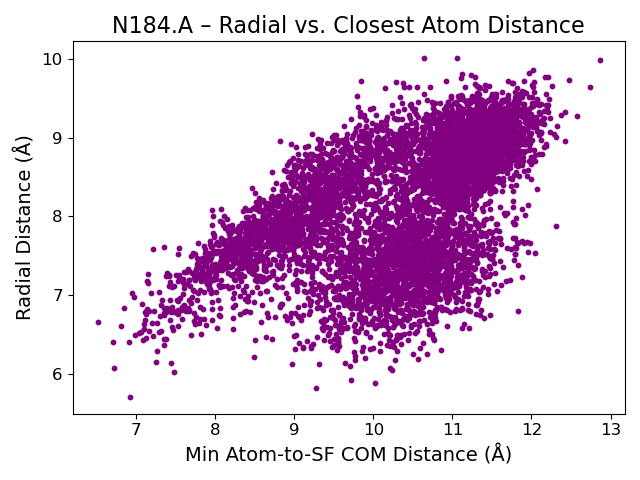 N184.A – Radial vs. Closest Atom Distance
Radial Distance (Å)
10
9
8
7
6
7 8 9 10 11 12 13
Min Atom-to-SF COM Distance (Å)